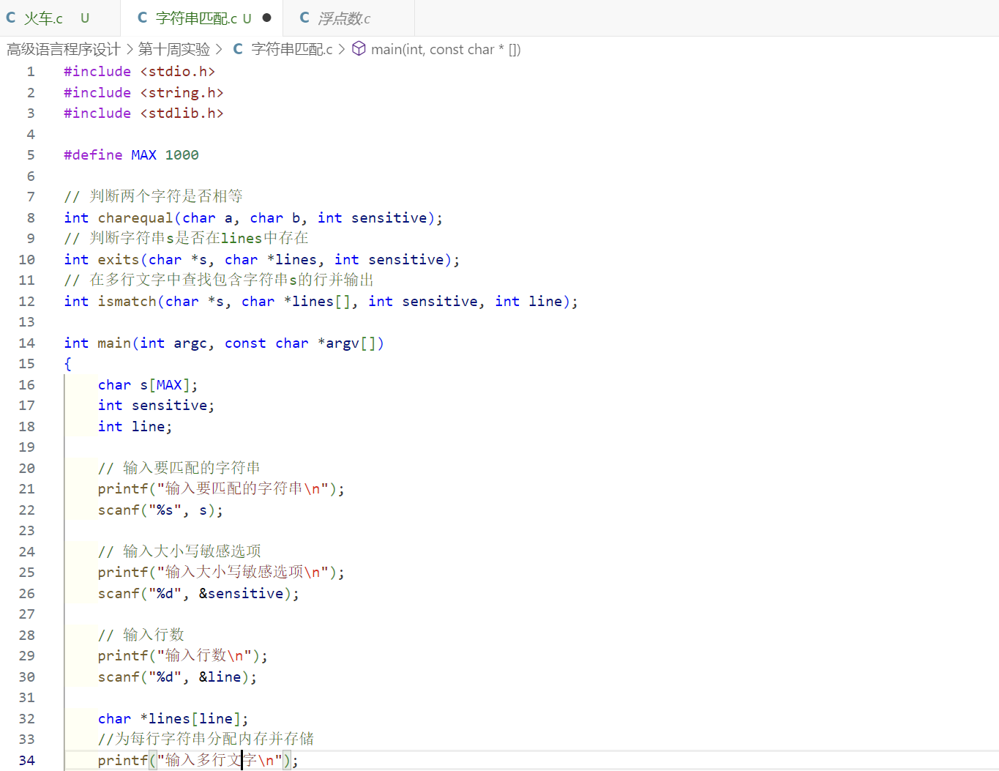 C 火车.c U C 字符串匹配.c U C 浮点数.c
高级语言程序设计 > 第十周实验 > C 字符串匹配.c > main(int, const char * [])
1 #include <stdio.h>
2 #include <string.h>
3 #include <stdlib.h>
4
5 #define MAX 1000
6
7 // 判断两个字符是否相等
8 int charequal(char a, char b, int sensitive);
9 // 判断字符串s是否在lines中存在
10 int exits(char *s, char *lines, int sensitive);
11 // 在多行文字中查找包含字符串s的行并输出
12 int ismatch(char *s, char *lines[], int sensitive, int line);
13
14 int main(int argc, const char *argv[])
15 {
16 char s[MAX];
17 int sensitive;
18 int line;
19
20 // 输入要匹配的字符串
21 printf("输入要匹配的字符串\n");
22 scanf("%s", s);
23
24 // 输入大小写敏感选项
25 printf("输入大小写敏感选项\n");
26 scanf("%d", &sensitive);
27
28 // 输入行数
29 printf("输入行数\n");
30 scanf("%d", &line);
31
32 char *lines[line];
33 //为每行字符串分配内存并存储
34 printf("输入多行文字\n");